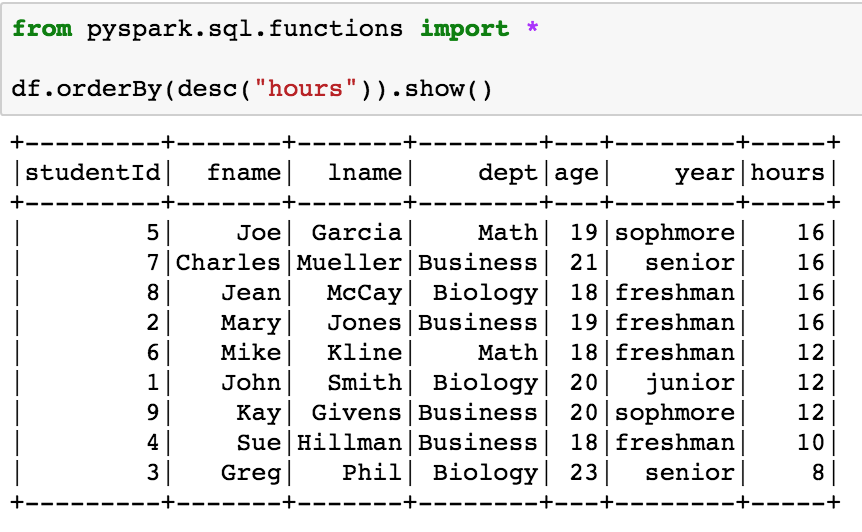 from pyspark.sql.functions import *
df.orderBy(desc("hours")).show()
+---------+-------+-------+--------+---+--------+-----+
|studentId|  fname|  lname|    dept|age|    year|hours|
+---------+-------+-------+--------+---+--------+-----+
|        5|    Joe| Garcia|    Math| 19|sophmore|   16|
|        7|Charles|Mueller|Business| 21|  senior|   16|
|        8|   Jean|  McCay| Biology| 18|freshman|   16|
|        2|   Mary|  Jones|Business| 19|freshman|   16|
|        6|   Mike|  Kline|    Math| 18|freshman|   12|
|        1|   John|  Smith| Biology| 20|  junior|   12|
|        9|    Kay| Givens|Business| 20|sophmore|   12|
|        4|    Sue|Hillman|Business| 18|freshman|   10|
|        3|   Greg|   Phil| Biology| 23|  senior|    8|
+---------+-------+-------+--------+---+--------+-----+